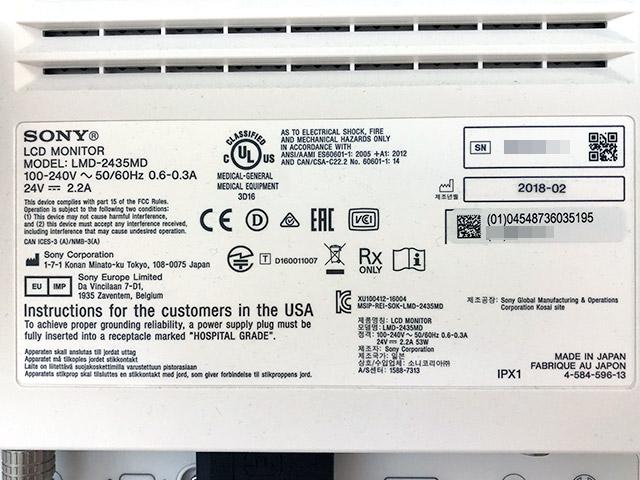 SONY®
LCD MONITOR
MODEL: LMD-2435MD
100-240V ～ 50/60Hz 0.6-0.3A
24V ⎓ 2.2A
This device complies with part 15 of the FCC Rules.
Operation is subject to the following two conditions:
(1) This device may not cause harmful interference,
and (2) this device must accept any interference received,
including interference that may cause undesired operation.
CAN ICES-3 (A)/NMB-3(A)
Sony Corporation
1-7-1 Konan Minato-ku Tokyo, 108-0075 Japan
EU IMP
Sony Europe Limited
Da Vincilaan 7-D1,
1935 Zaventem, Belgium
CLASSIFIED
C UL US
®
MEDICAL-GENERAL
MEDICAL EQUIPMENT
3D16
AS TO ELECTRICAL SHOCK, FIRE
AND MECHANICAL HAZARDS ONLY
IN ACCORDANCE WITH
ANSI/AAMI ES60601-1: 2005 +A1: 2012
AND CAN/CSA-C22.2 No. 60601-1: 14
SN
제조년월
2018-02
(01)04548736035195
CE D EAC VCI
T D160011007
Rx
ONLY
i
Instructions for the customers in the USA
To achieve proper grounding reliability, a power supply plug must be
fully inserted into a receptacle marked "HOSPITAL GRADE".
Apparaten skall anslutas till jordat uttag
Apparatet må tilkoples jordet stikkontakt
Laite on liitettävä suojakoskettimilla varustettuun pistorasiaan
Apparatets stikprop skal tilsluttes en stikkontakt med jord, som giver forbindelse til stikproppens jord.
XU100412-16004
MSIP-REI-SOK-LMD-2435MD
제품명칭: LCD MONITOR
모델명: LMD-2435MD
정격: 100-240V ～ 50/60Hz 0.6-0.3A
24V ⎓ 2.2A 53W
제조자: Sony Corporation
제조국가: 일본
상호/수입업체: 소니코리아㈜
A/S센터: 1588-7313
제조공장: Sony Global Manufacturing & Operations
Corporation Kosai site
IPX1
MADE IN JAPAN
FABRIQUE AU JAPON
4-584-596-13